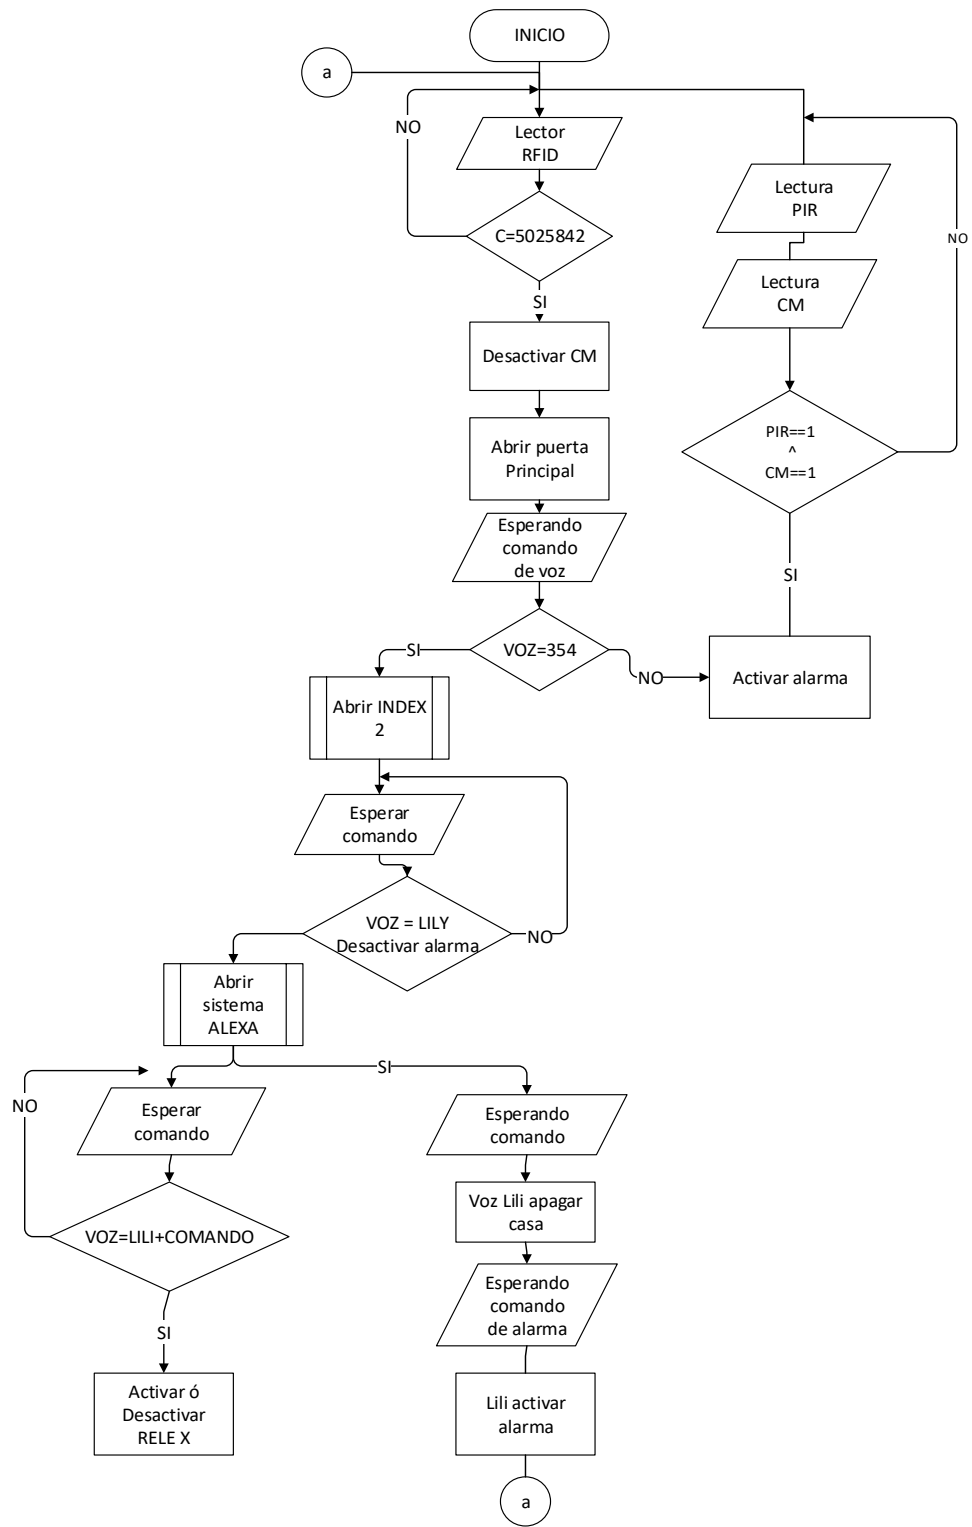 INICIO
a
NO
Lector
RFID
C=5025842
SI
Desactivar CM
Abrir puerta
Principal
Esperando
comando
de voz
VOZ=354
SI
NO
Lectura
PIR
Lectura
CM
NO
PIR==1
^
CM==1
SI
Activar alarma
Abrir INDEX
2
Esperar
comando
VOZ = LILY
Desactivar alarma
NO
Abrir
sistema
ALEXA
SI
NO
Esperar
comando
VOZ=LILI+COMANDO
SI
Activar ó
Desactivar
RELE X
Esperando
comando
Voz Lili apagar
casa
Esperando
comando
de alarma
Lili activar
alarma
a